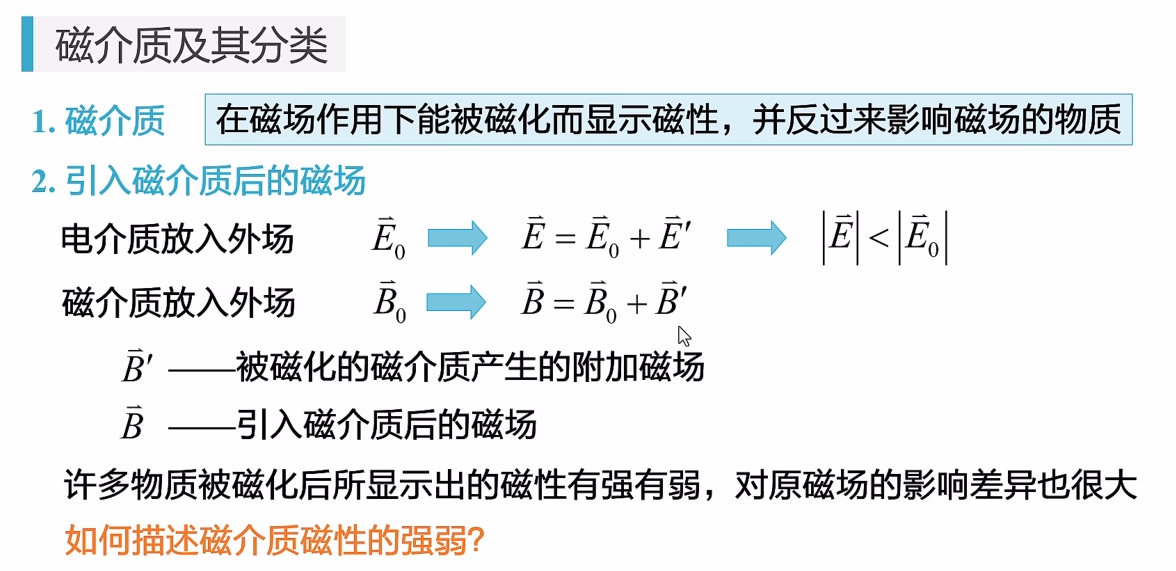 磁介质及其分类
1. 磁介质 在磁场作用下能被磁化而显示磁性，并反过来影响磁场的物质
2. 引入磁介质后的磁场
电介质放入外场 $\vec{E}_0$ ⇒ $\vec{E} = \vec{E}_0 + \vec{E}'$ ⇒ $|\vec{E}| < |\vec{E}_0|$
磁介质放入外场 $\vec{B}_0$ ⇒ $\vec{B} = \vec{B}_0 + \vec{B}'$
$\vec{B}'$ ——被磁化的磁介质产生的附加磁场
$\vec{B}$ ——引入磁介质后的磁场
许多物质被磁化后所显示出的磁性有强有弱，对原磁场的影响差异也很大
如何描述磁介质磁性的强弱？